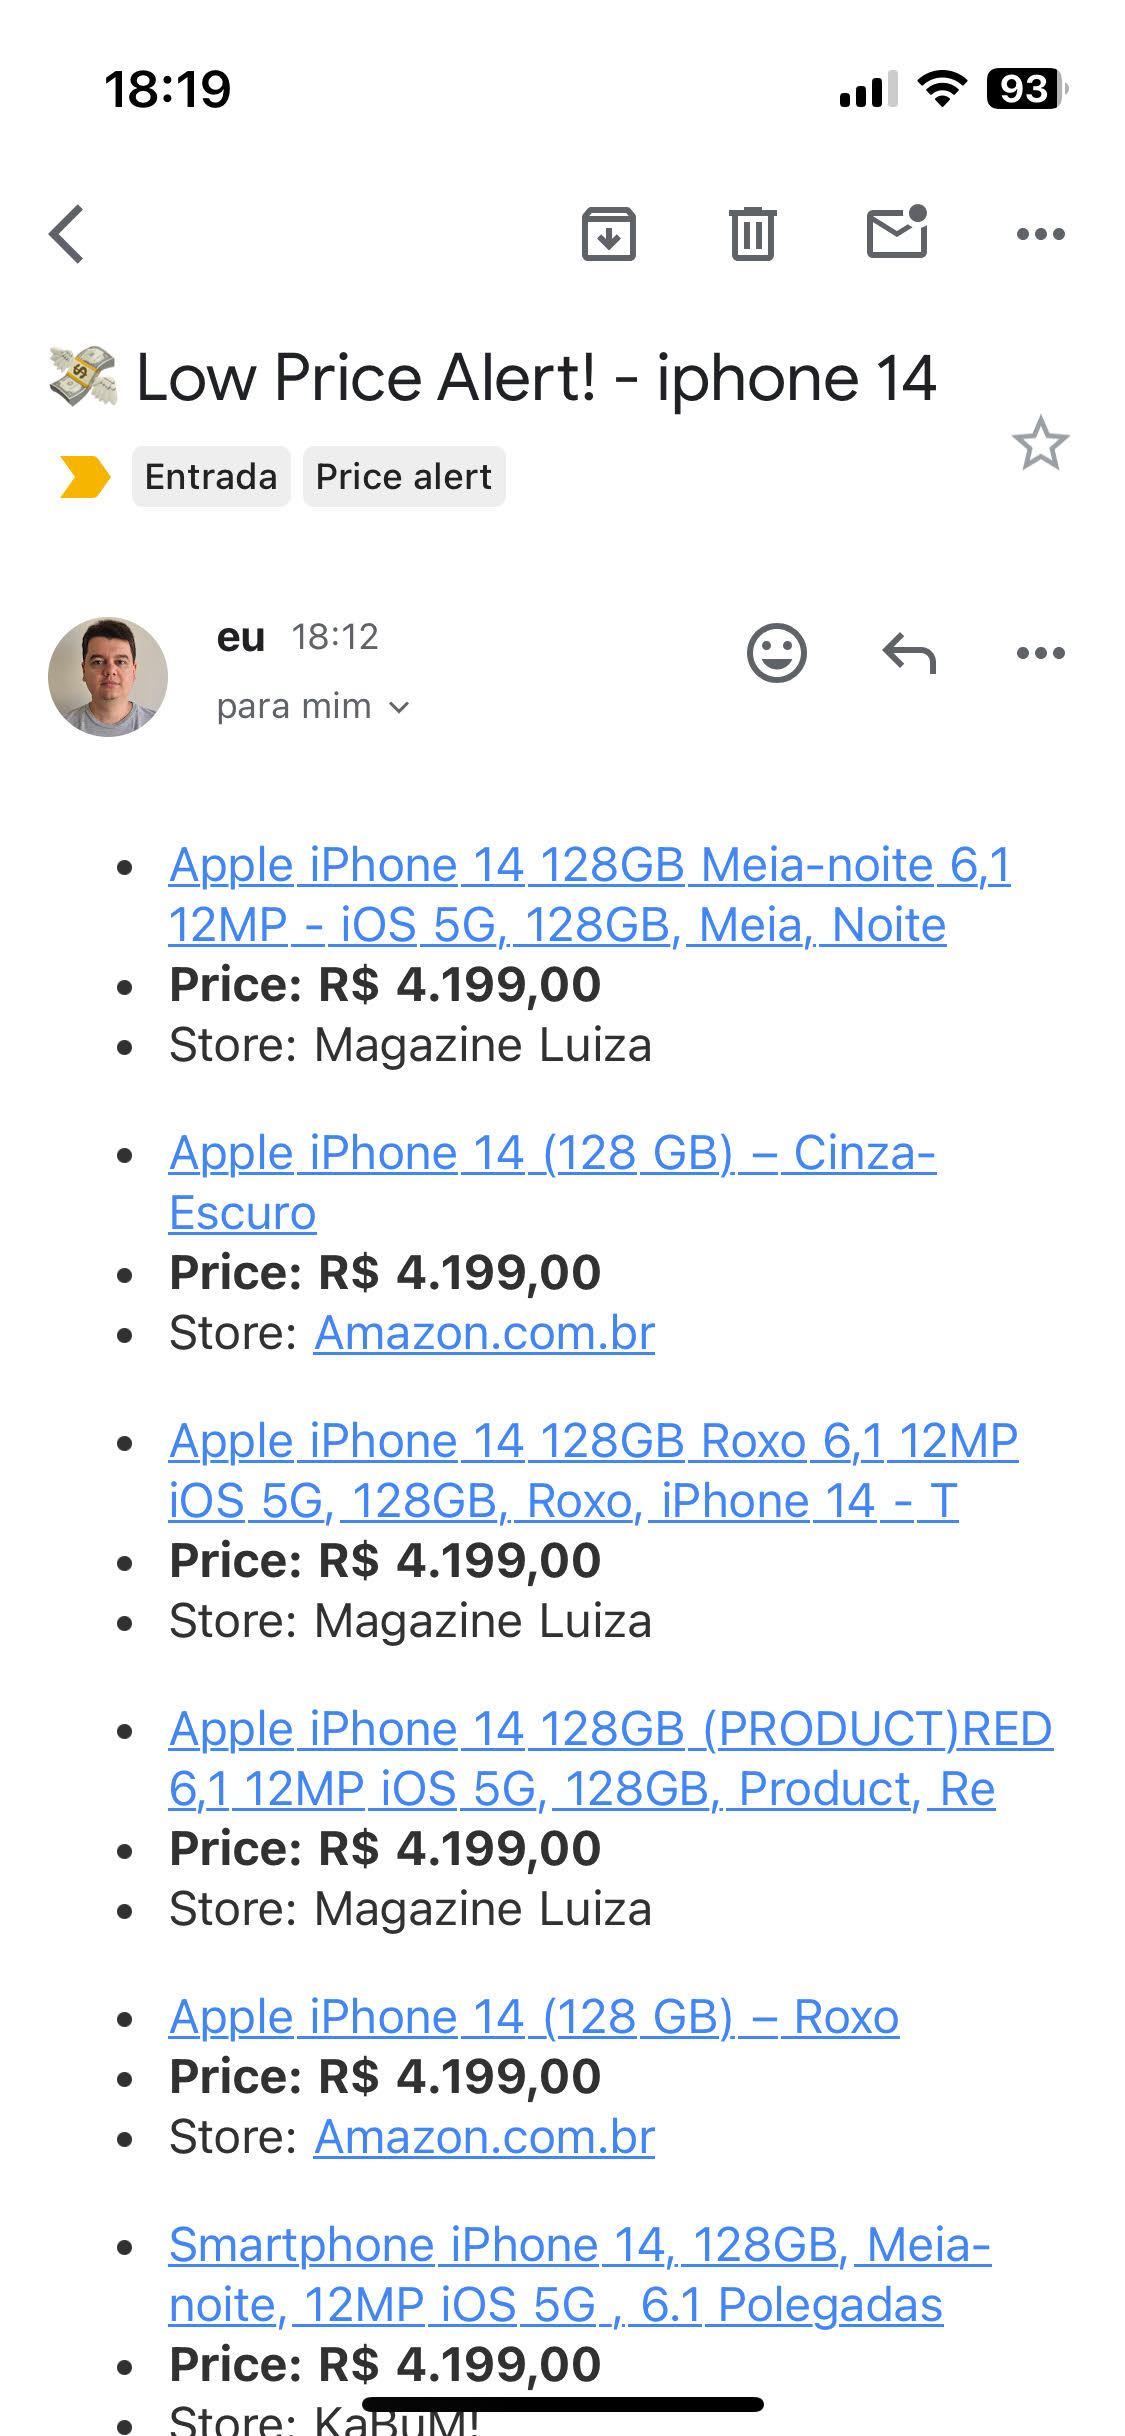 18:19
93
💸 Low Price Alert! - iphone 14
Entrada Price alert
eu 18:12
para mim
• Apple iPhone 14 128GB Meia-noite 6,1
12MP - iOS 5G, 128GB, Meia, Noite
• Price: R$ 4.199,00
• Store: Magazine Luiza
• Apple iPhone 14 (128 GB) – Cinza-
Escuro
• Price: R$ 4.199,00
• Store: Amazon.com.br
• Apple iPhone 14 128GB Roxo 6,1 12MP
iOS 5G, 128GB, Roxo, iPhone 14 - T
• Price: R$ 4.199,00
• Store: Magazine Luiza
• Apple iPhone 14 128GB (PRODUCT)RED
6,1 12MP iOS 5G, 128GB, Product, Re
• Price: R$ 4.199,00
• Store: Magazine Luiza
• Apple iPhone 14 (128 GB) – Roxo
• Price: R$ 4.199,00
• Store: Amazon.com.br
• Smartphone iPhone 14, 128GB, Meia-
noite, 12MP iOS 5G , 6.1 Polegadas
• Price: R$ 4.199,00
• Store: KaBuM!